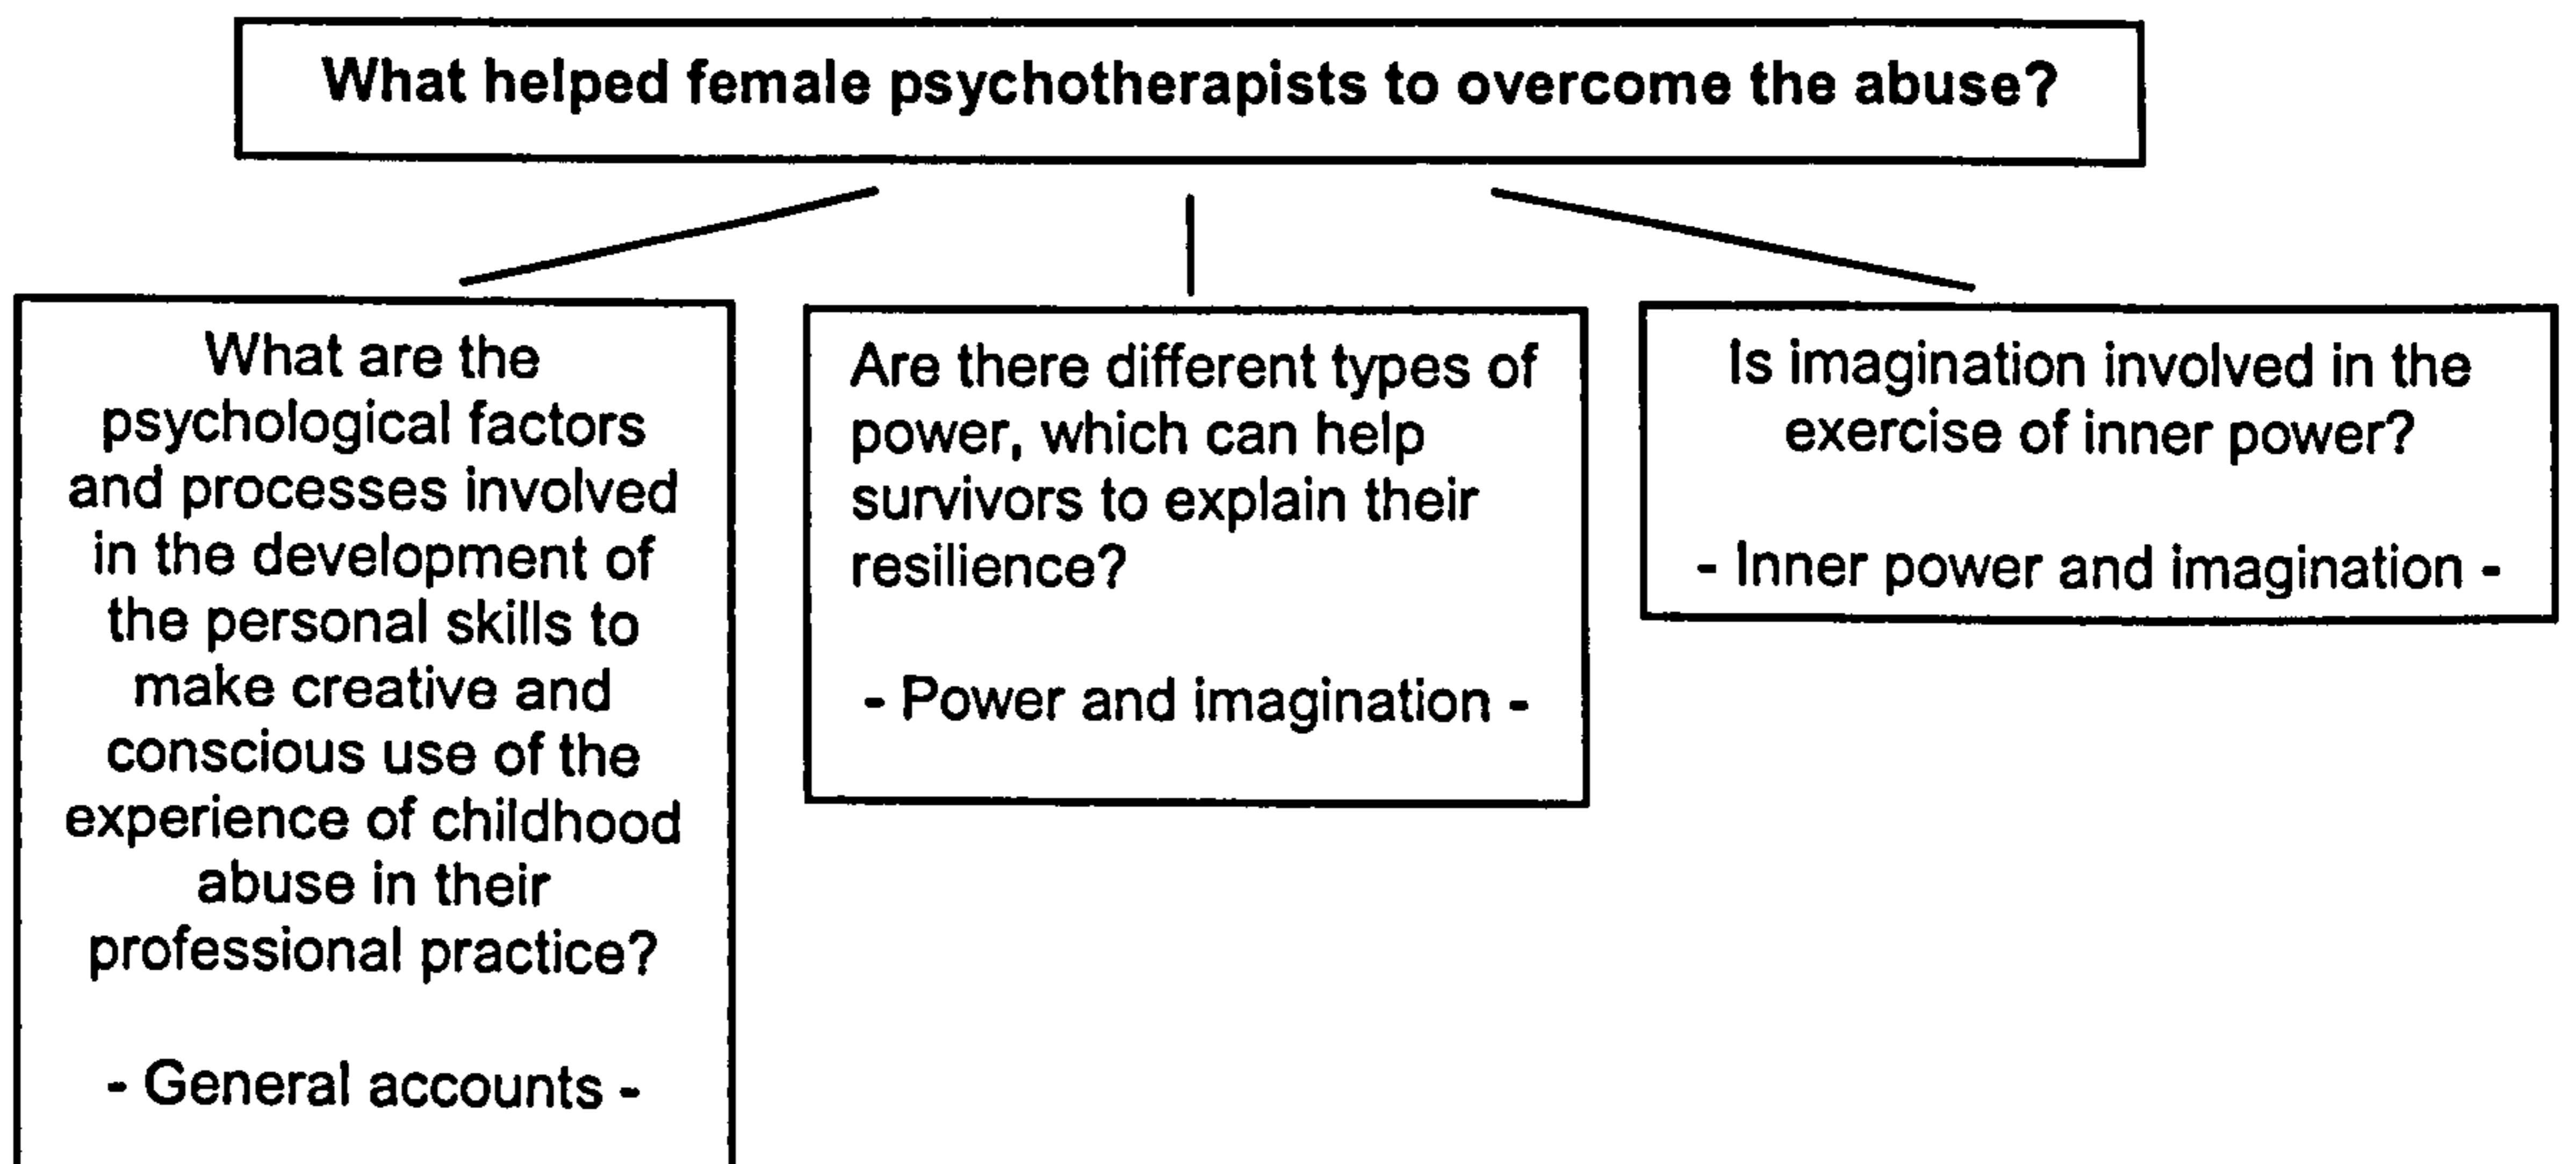 What helped female psychotherapists to overcome the abuse?
What are the
psychological factors
and processes involved
in the development of
the personal skills to
make creative and
conscious use of the
experience of childhood
abuse in their
professional practice?
- General accounts -
Are there different types of
power, which can help
survivors to explain their
resilience?
- Power and imagination -
Is imagination involved in the
exercise of inner power?
- Inner power and imagination -